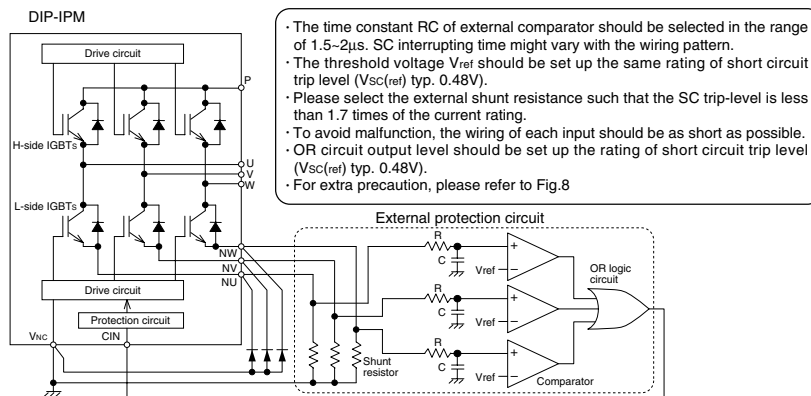 DIP-IPM
Drive circuit
P
H-side IGBTs
U
V
W
L-side IGBTs
NW
NV
NU
Drive circuit
Protection circuit
VNC
CIN
· The time constant RC of external comparator should be selected in the range
of 1.5~2μs. SC interrupting time might vary with the wiring pattern.
· The threshold voltage Vref should be set up the same rating of short circuit
trip level (VSC(ref) typ. 0.48V).
· Please select the external shunt resistance such that the SC trip-level is less
than 1.7 times of the current rating.
· To avoid malfunction, the wiring of each input should be as short as possible.
· OR circuit output level should be set up the rating of short circuit trip level
(VSC(ref) typ. 0.48V).
· For extra precaution, please refer to Fig.8
External protection circuit
R
C
Vref
+
−
OR logic
circuit
R
C
Vref
+
−
R
C
Vref
+
−
Shunt
resistor
Comparator